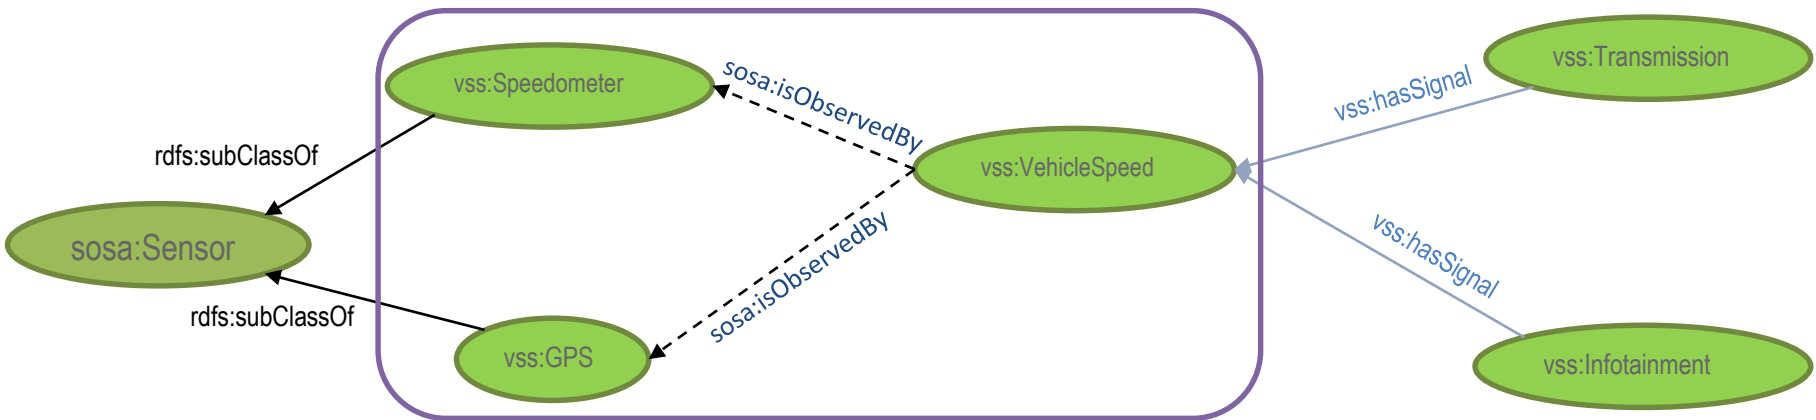 vss:Speedometer
sosa:isObservedBy
vss:Transmission
vss:hasSignal
rdfs:subClassOf
vss:VehicleSpeed
sosa:Sensor
vss:hasSignal
sosa:isObservedBy
rdfs:subClassOf
vss:GPS
vss:Infotainment